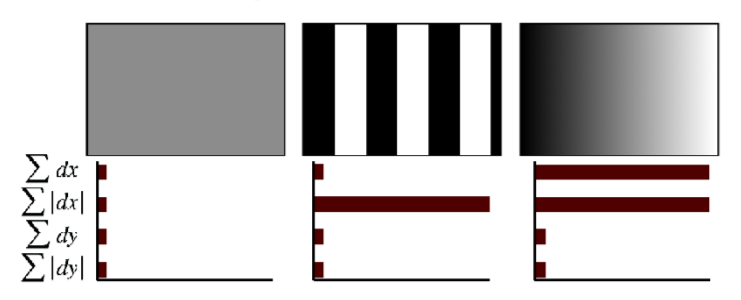 ∑ dx
∑ |dx|
∑ dy
∑ |dy|